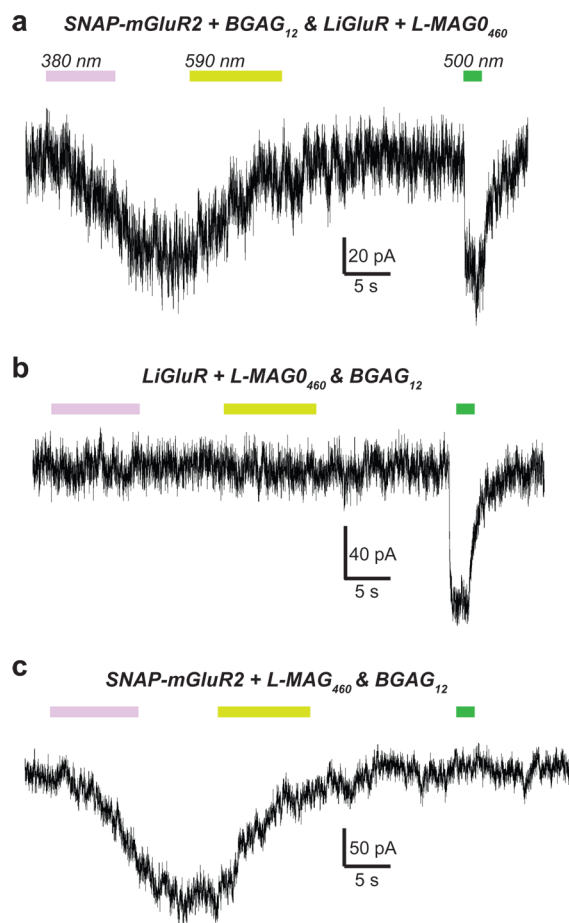 a
SNAP-mGluR2 + BGAG₁₂ & LiGluR + L-MAG0₄₆₀
380 nm 590 nm 500 nm
20 pA
5 s
b
LiGluR + L-MAG0₄₆₀ & BGAG₁₂
40 pA
5 s
c
SNAP-mGluR2 + L-MAG₄₆₀ & BGAG₁₂
50 pA
5 s